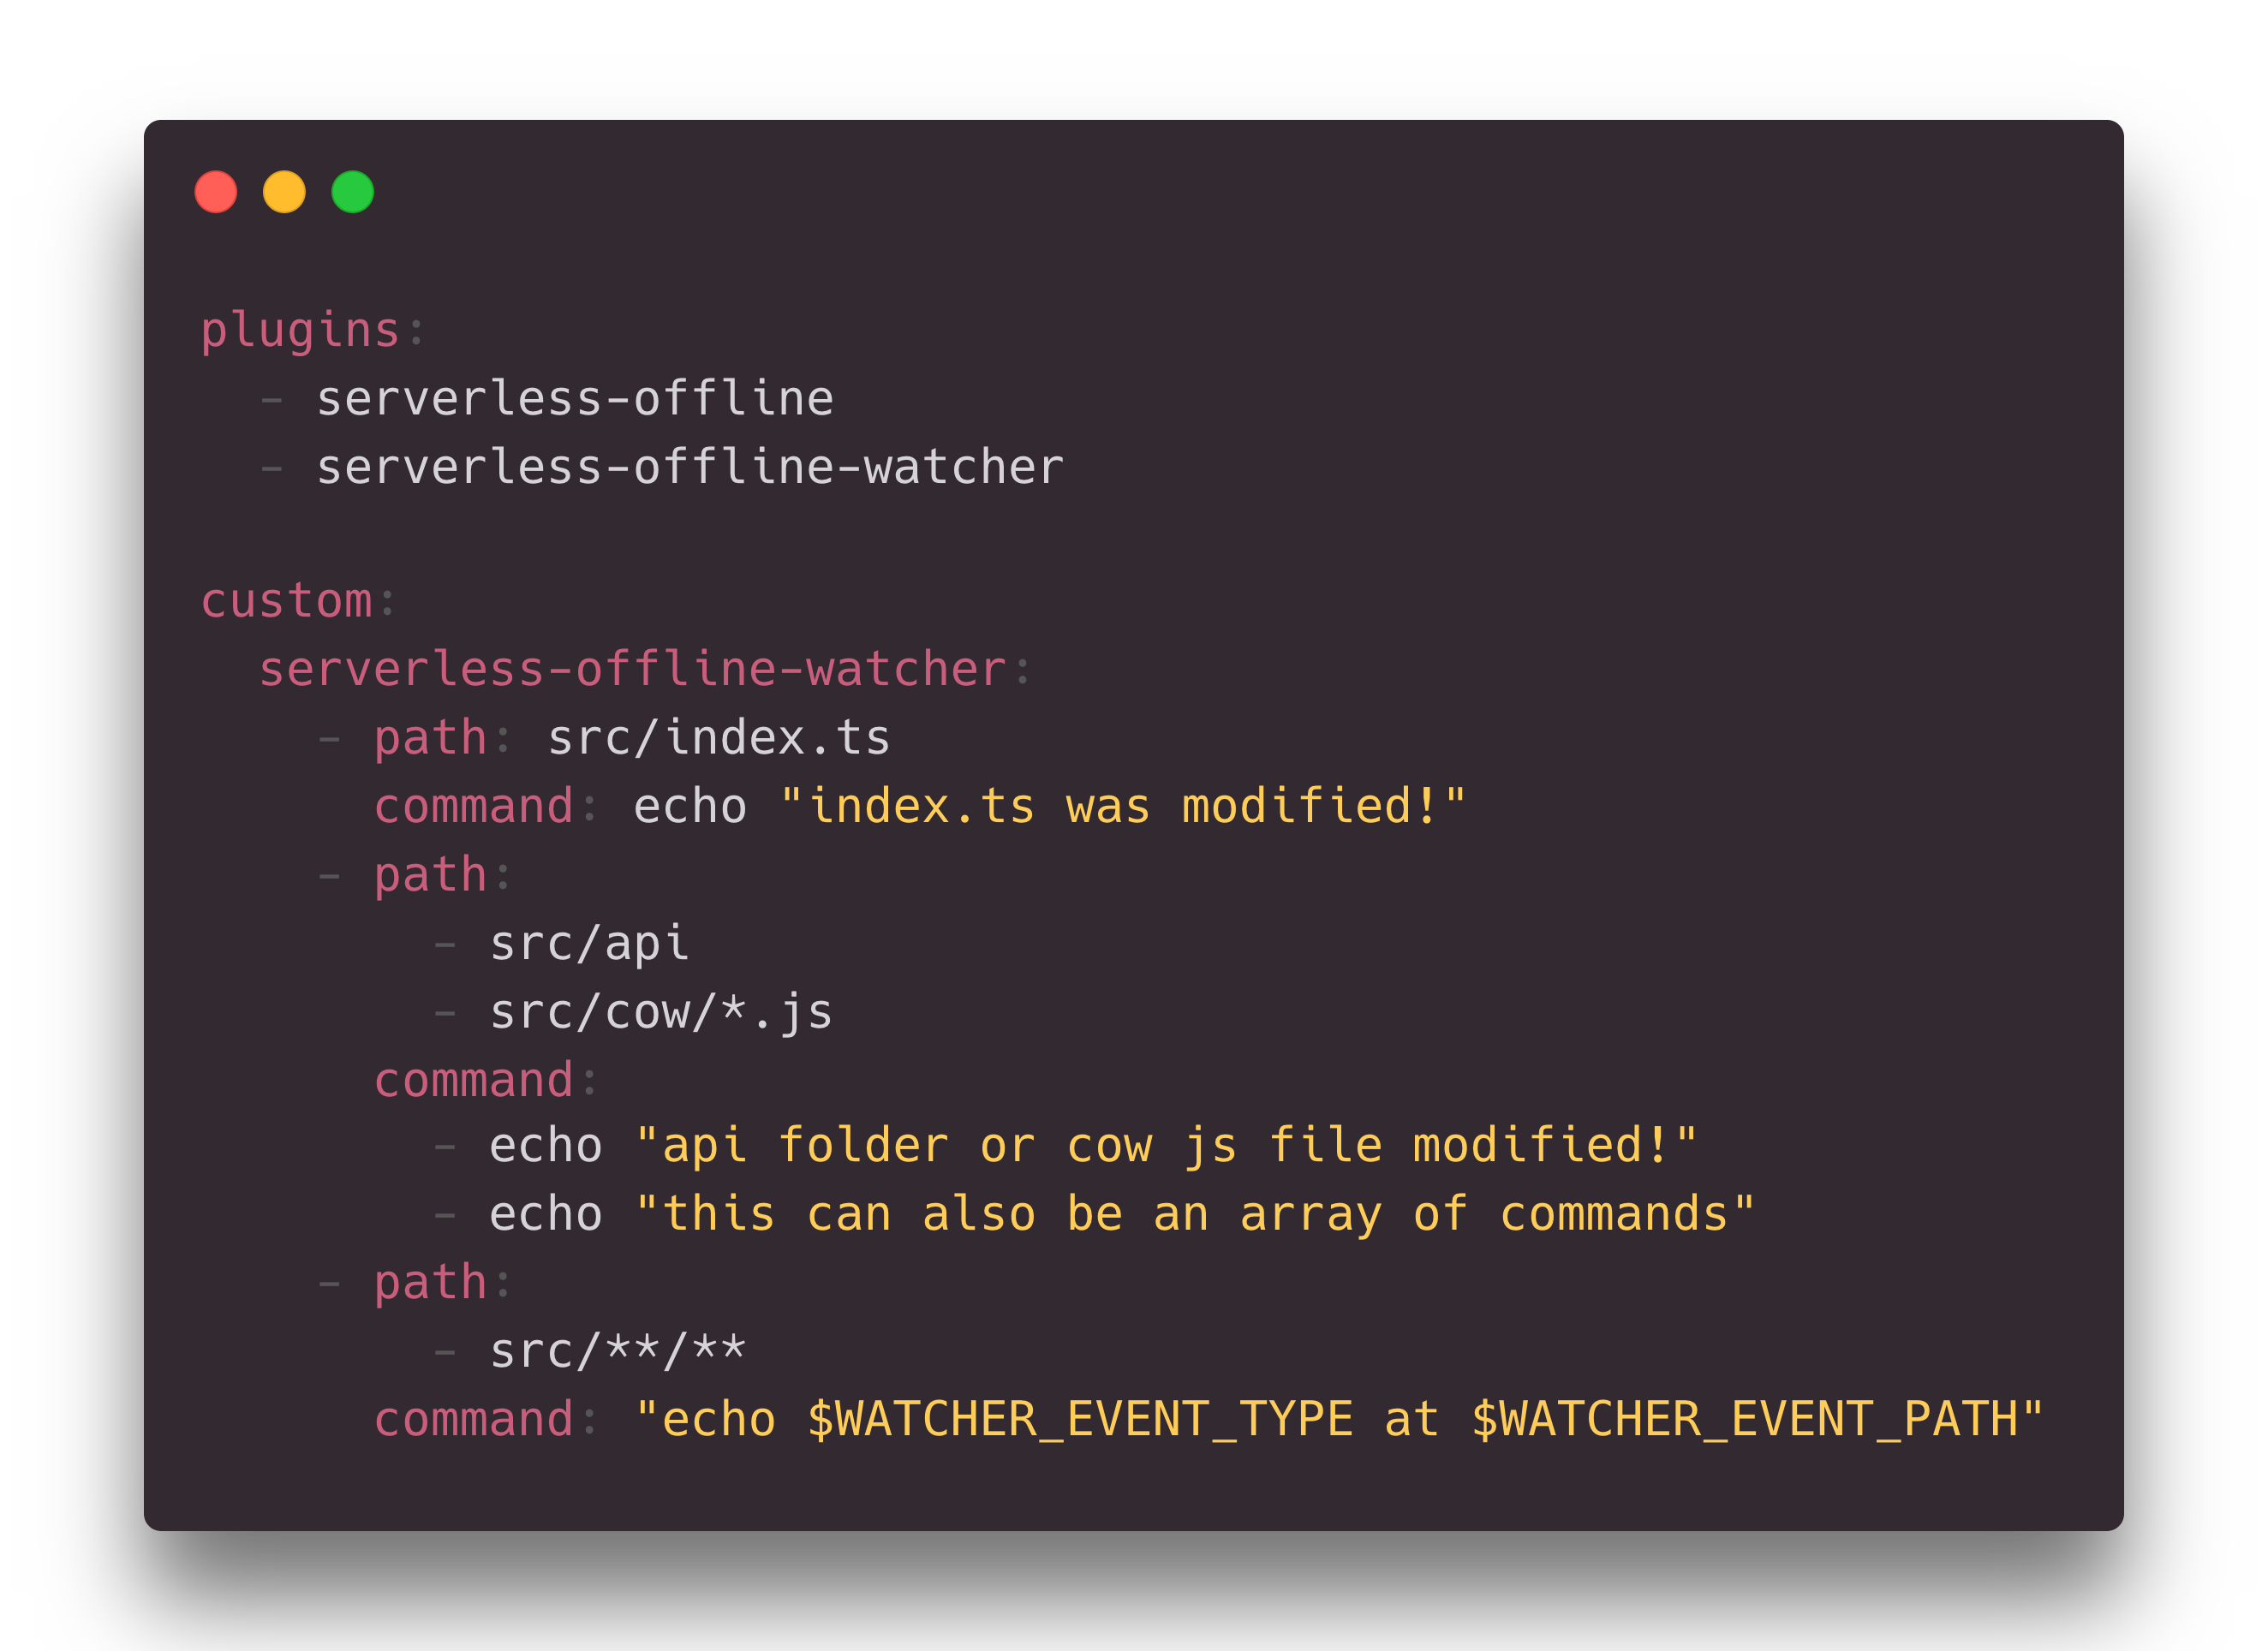 plugins:
  - serverless-offline
  - serverless-offline-watcher

custom:
  serverless-offline-watcher:
    - path: src/index.ts
      command: echo "index.ts was modified!"
    - path:
        - src/api
        - src/cow/*.js
      command:
        - echo "api folder or cow js file modified!"
        - echo "this can also be an array of commands"
    - path:
        - src/**/**
      command: "echo $WATCHER_EVENT_TYPE at $WATCHER_EVENT_PATH"